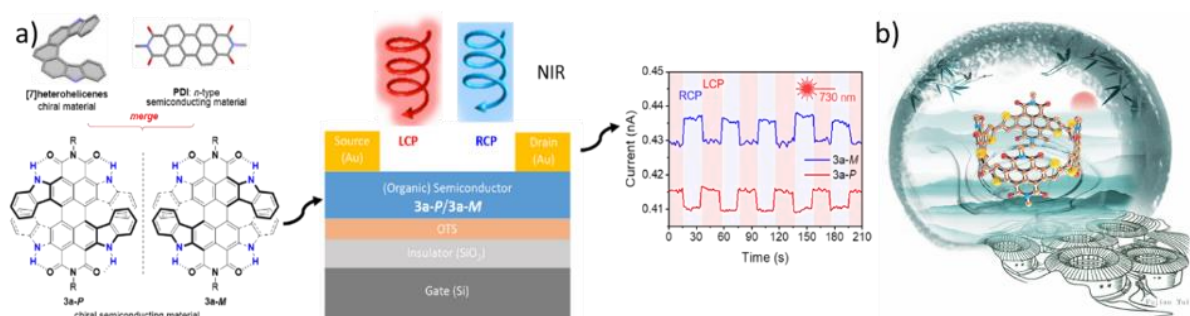 a)
[7]heterohelicenes
chiral material
PDI: n-type
semiconducting material
merge
R
O N O
H H
N N
N N
H H
O N O
R
3a-P
R
O N O
H H
N N
N N
H H
O N O
R
3a-M
chiral semiconducting material
LCP
RCP
NIR
Source
(Au)
Drain
(Au)
(Organic) Semiconductor
3a-P/3a-M
OTS
Insulator (SiO2)
Gate (Si)
Current (nA)
0.45
0.44
0.43
0.42
0.41
RCP
LCP
730 nm
3a-M
3a-P
0 30 60 90 120 150 180 210
Time (s)
b)